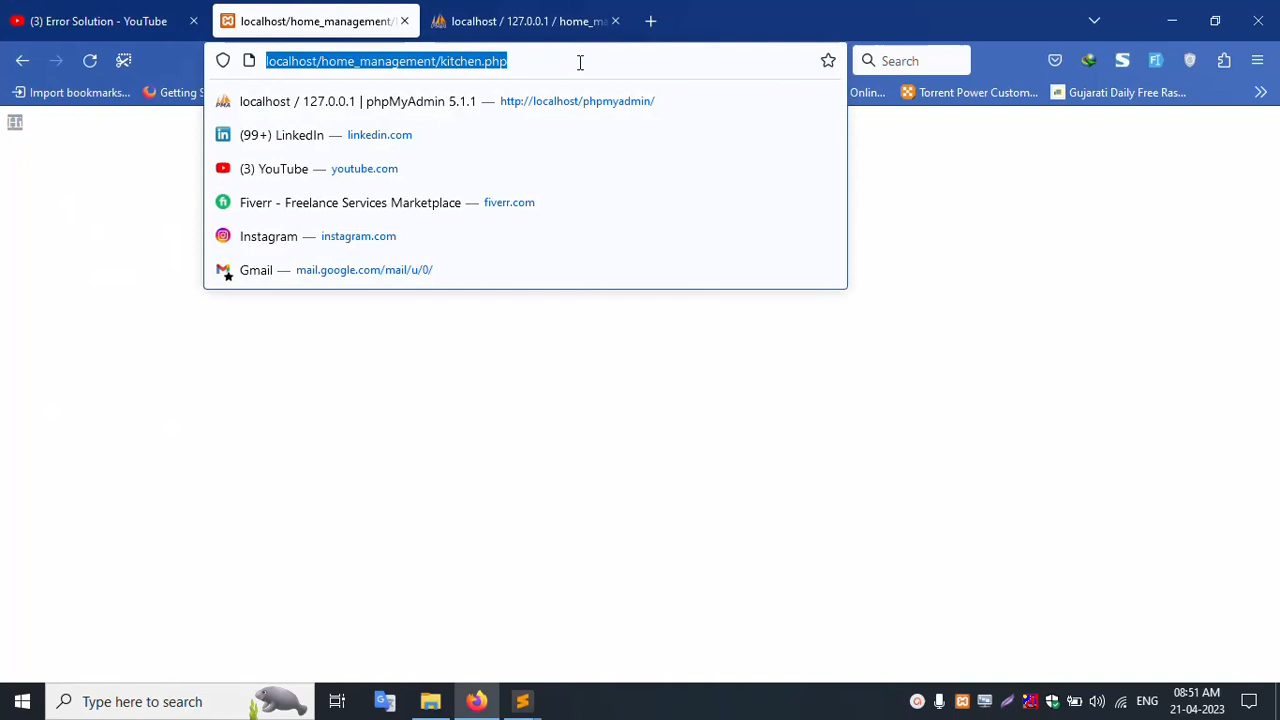 (3) Error Solution - YouTube
localhost/home_management/
localhost / 127.0.0.1 / home_ma
localhost/home_management/kitchen.php
Search
Import bookmarks...
Getting S
Onlin...
Torrent Power Custom...
Gujarati Daily Free Ras...
Hi
localhost / 127.0.0.1 | phpMyAdmin 5.1.1 — http://localhost/phpmyadmin/
(99+) LinkedIn — linkedin.com
(3) YouTube — youtube.com
Fiverr - Freelance Services Marketplace — fiverr.com
Instagram — instagram.com
Gmail — mail.google.com/mail/u/0/
Type here to search
ENG
08:51 AM
21-04-2023